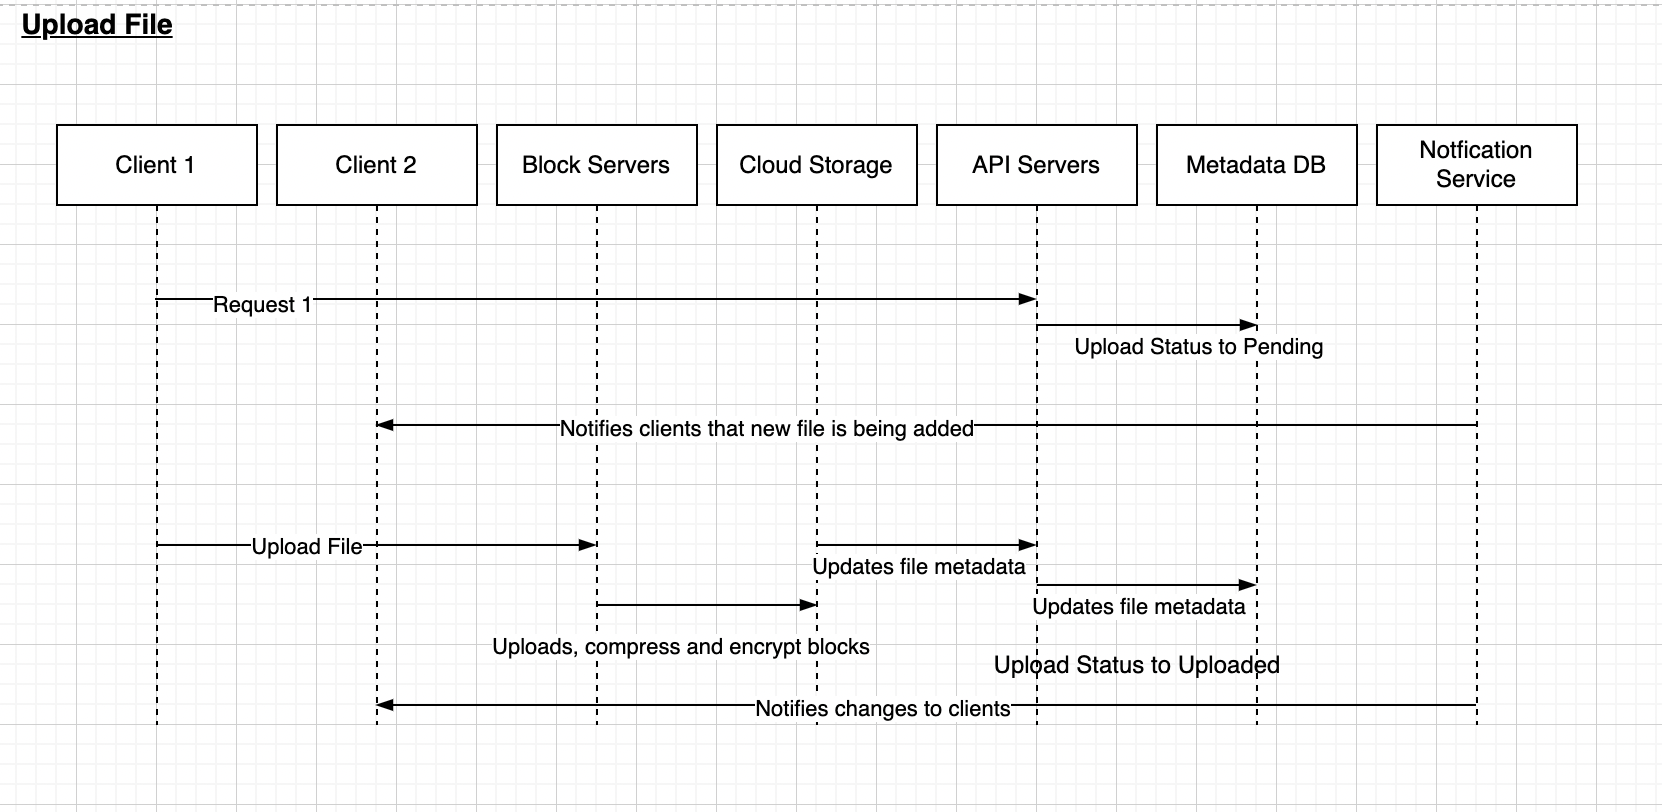 Upload File
Client 1
Client 2
Block Servers
Cloud Storage
API Servers
Metadata DB
Notfication
Service
Request 1
Upload Status to Pending
Notifies clients that new file is being added
Upload File
Updates file metadata
Updates file metadata
Uploads, compress and encrypt blocks
Upload Status to Uploaded
Notifies changes to clients